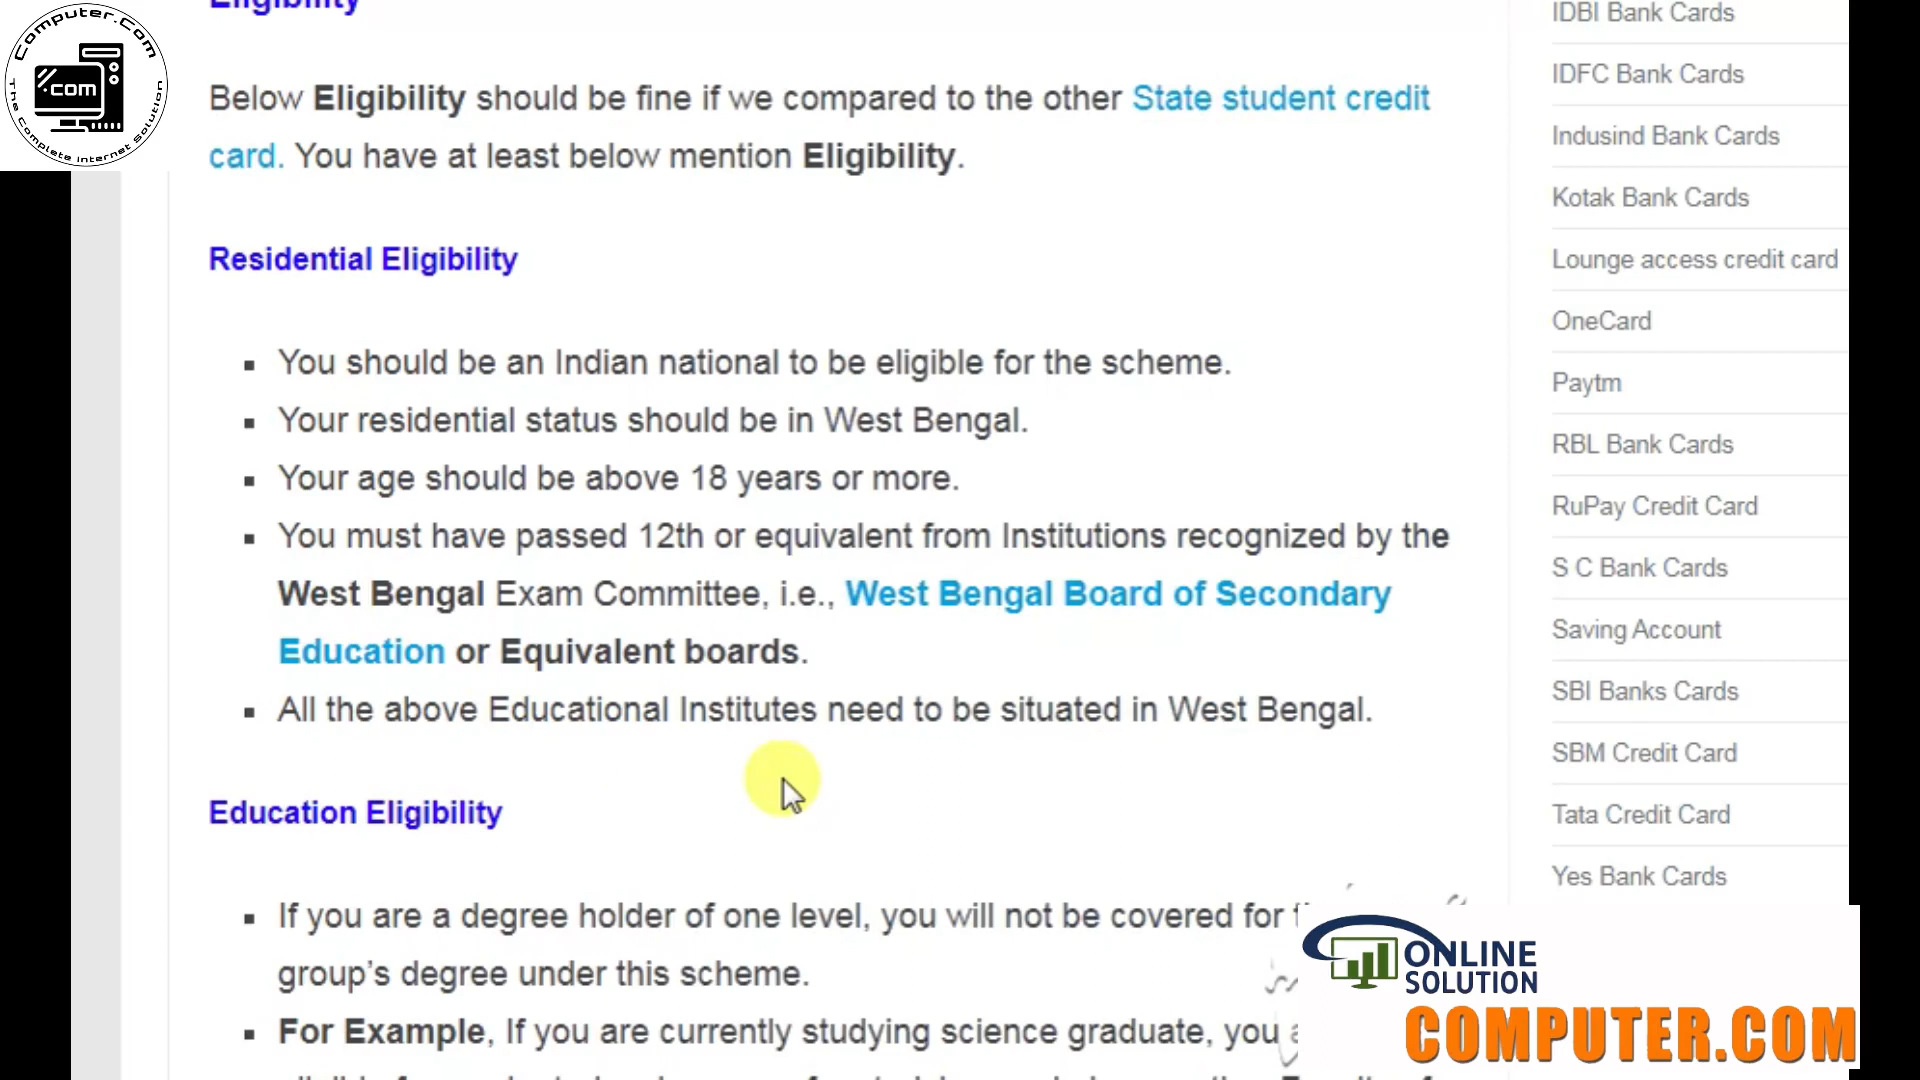 Eligibility
Computer.Com
.com
The Complete Internet Solution
Below Eligibility should be fine if we compared to the other State student credit
card. You have at least below mention Eligibility.
Residential Eligibility
▪ You should be an Indian national to be eligible for the scheme.
▪ Your residential status should be in West Bengal.
▪ Your age should be above 18 years or more.
▪ You must have passed 12th or equivalent from Institutions recognized by the
West Bengal Exam Committee, i.e., West Bengal Board of Secondary
Education or Equivalent boards.
▪ All the above Educational Institutes need to be situated in West Bengal.
Education Eligibility
▪ If you are a degree holder of one level, you will not be covered for
group's degree under this scheme.
▪ For Example, If you are currently studying science graduate, you
IDBI Bank Cards
IDFC Bank Cards
Indusind Bank Cards
Kotak Bank Cards
Lounge access credit card
OneCard
Paytm
RBL Bank Cards
RuPay Credit Card
S C Bank Cards
Saving Account
SBI Banks Cards
SBM Credit Card
Tata Credit Card
Yes Bank Cards
ONLINE
SOLUTION
COMPUTER.COM